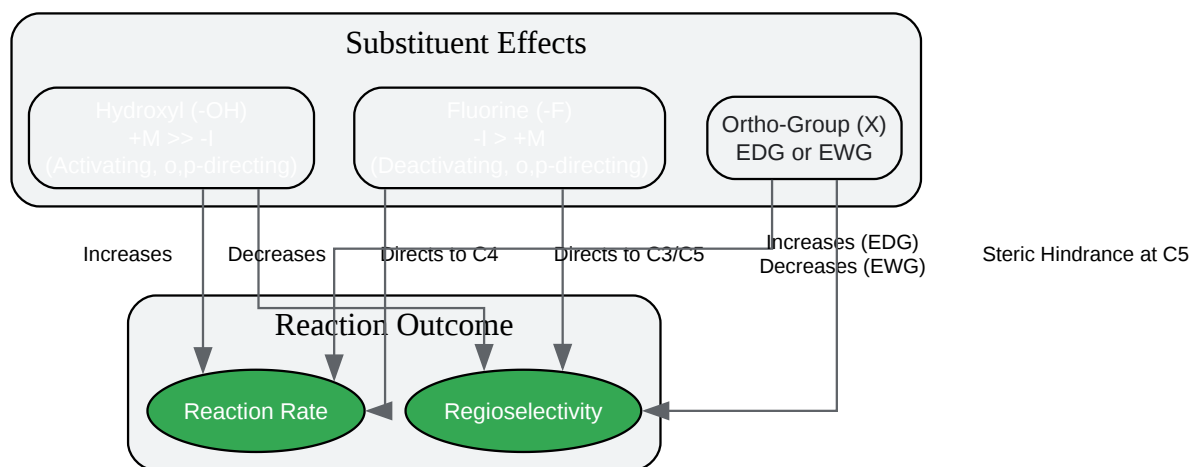 Substituent Effects
Hydroxyl (-OH)
+M >> -I
(Activating, o,p-directing)
Fluorine (-F)
-I > +M
(Deactivating, o,p-directing)
Ortho-Group (X)
EDG or EWG
Increases
Decreases
Directs to C4
Directs to C3/C5
Increases (EDG)
Decreases (EWG)
Steric Hindrance at C5
Reaction Outcome
Reaction Rate
Regioselectivity